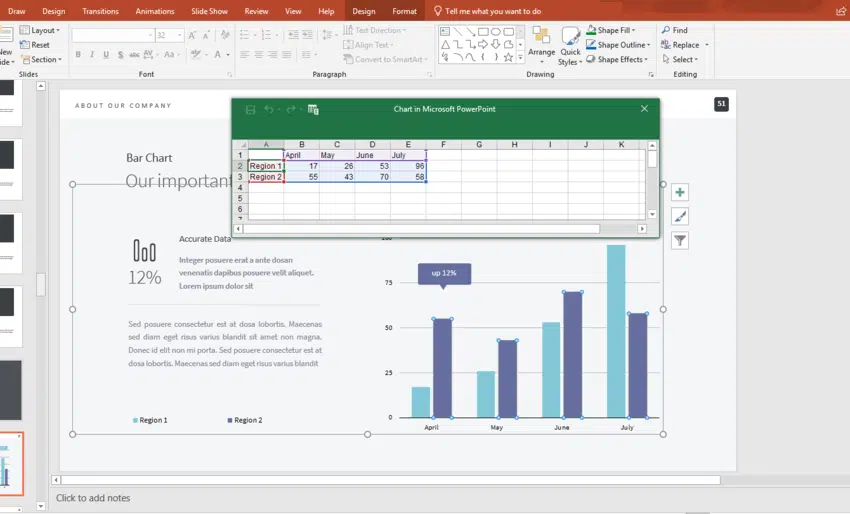 Draw Design Transitions Animations Slide Show Review View Help Design Format Tell me what you want to do
Layout
Reset
Section
Slides
32
B I U S abc AV Aa A
Font
Text Direction
Align Text
Convert to SmartArt
Paragraph
Arrange
Quick
Styles
Shape Fill
Shape Outline
Shape Effects
Drawing
Find
Replace
Select
Editing
ABOUT OUR COMPANY
51
Chart in Microsoft PowerPoint
A B C D E F G H I J K
1 April May June July
2 Region 1 17 26 53 96
3 Region 2 55 43 70 58
4
5
6
Bar Chart
Our important
12%
Accurate Data
Integer posuere erat a ante dosan
venenatis dapibus posuere velit aliquet.
Lorem ipsum dolor sit
Sed posuere consectetur est at dosa lobortis. Maecenas
sed diam eget risus varius blandit sit amet non magna.
Donec id elit non mi porta. Sed posuere consectetur est at
dosa lobortis. Maecenas sed diam eget risus varius blandit
Region 1 Region 2
up 12%
75
50
25
0
April May June July
Click to add notes